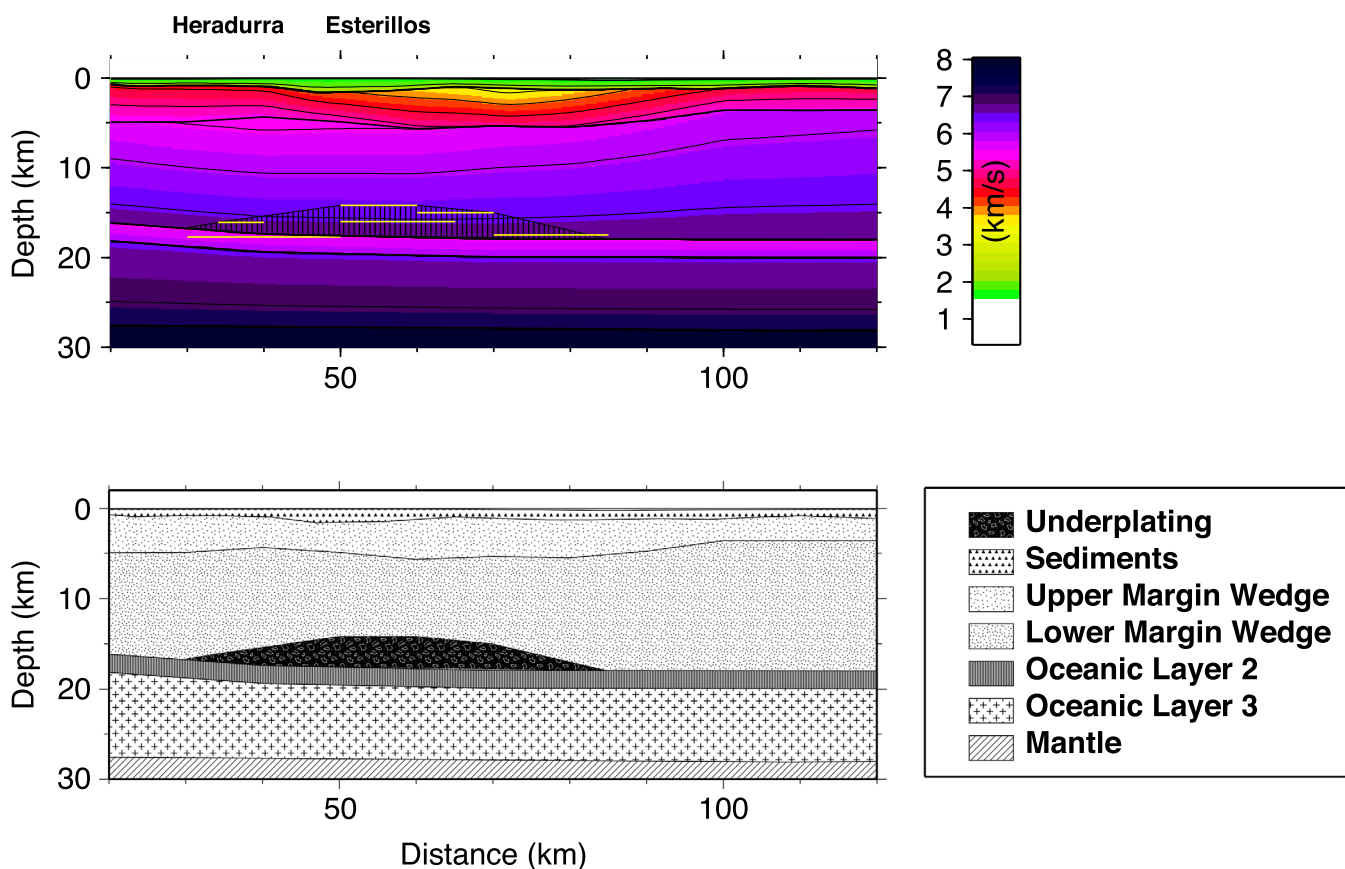 Heradurra Esterillos
0
10
20
30
Depth (km)
50 100
8
7
6
5
4
3
2
1
(km/s)
0
10
20
30
Depth (km)
50 100
Distance (km)
Underplating
Sediments
Upper Margin Wedge
Lower Margin Wedge
Oceanic Layer 2
Oceanic Layer 3
Mantle